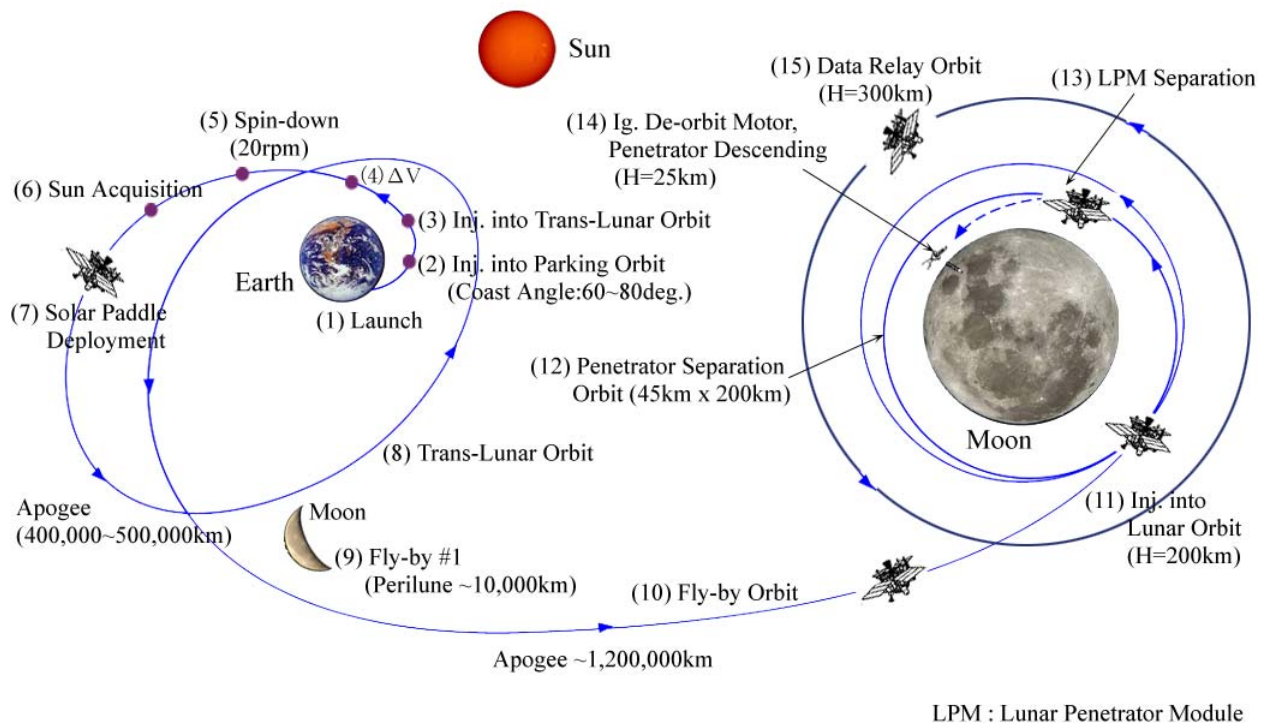 Sun
(15) Data Relay Orbit
(H=300km)
(13) LPM Separation
(14) Ig. De-orbit Motor,
Penetrator Descending
(H=25km)
(5) Spin-down
(20rpm)
(4) ΔV
(6) Sun Acquisition
(3) Inj. into Trans-Lunar Orbit
Earth
(2) Inj. into Parking Orbit
(Coast Angle:60~80deg.)
(1) Launch
(7) Solar Paddle
Deployment
(12) Penetrator Separation
Orbit (45km x 200km)
Moon
(8) Trans-Lunar Orbit
Apogee
(400,000~500,000km)
Moon
(9) Fly-by #1
(Perilune ~10,000km)
(11) Inj. into
Lunar Orbit
(H=200km)
(10) Fly-by Orbit
Apogee ~1,200,000km
LPM : Lunar Penetrator Module